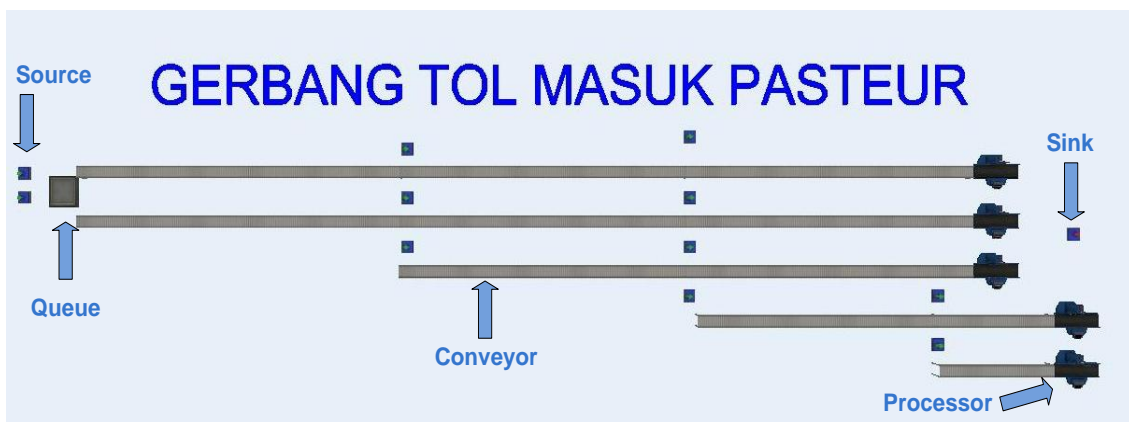 Source
GERBANG TOL MASUK PASTEUR
Sink
Queue
Conveyor
Processor